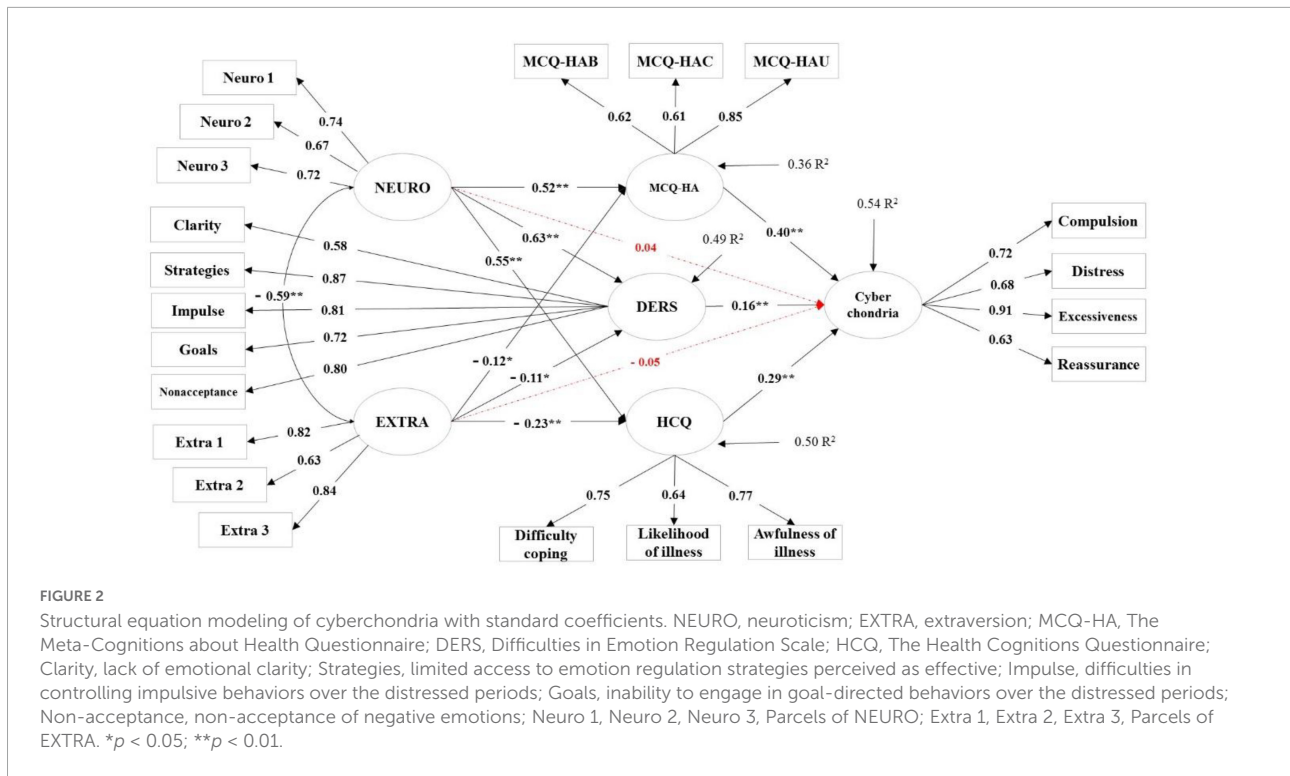 MCQ-HAB
MCQ-HAC
MCQ-HAU
Neuro 1
0.74
Neuro 2
0.67
Neuro 3
0.72
0.62
0.61
0.85
0.36 R²
NEURO
0.52**
MCQ-HA
0.54 R²
Compulsion
Clarity
0.63**
0.04
0.49 R²
0.40**
0.72
0.58
0.55**
Distress
Strategies
0.87
0.68
- 0.59**
DERS
0.16**
Cyber
chondria
Impulse
0.81
0.91
Excessiveness
Goals
0.72
0.63
Nonacceptance
0.80
- 0.12*
- 0.11*
- 0.05
Reassurance
0.29**
EXTRA
- 0.23**
HCQ
Extra 1
0.82
0.50 R²
Extra 2
0.63
Extra 3
0.84
0.75
0.64
0.77
Difficulty
coping
Likelihood
of illness
Awfulness of
illness
FIGURE 2
Structural equation modeling of cyberchondria with standard coefficients. NEURO, neuroticism; EXTRA, extraversion; MCQ-HA, The
Meta-Cognitions about Health Questionnaire; DERS, Difficulties in Emotion Regulation Scale; HCQ, The Health Cognitions Questionnaire;
Clarity, lack of emotional clarity; Strategies, limited access to emotion regulation strategies perceived as effective; Impulse, difficulties in
controlling impulsive behaviors over the distressed periods; Goals, inability to engage in goal-directed behaviors over the distressed periods;
Non-acceptance, non-acceptance of negative emotions; Neuro 1, Neuro 2, Neuro 3, Parcels of NEURO; Extra 1, Extra 2, Extra 3, Parcels of
EXTRA. *p < 0.05; **p < 0.01.